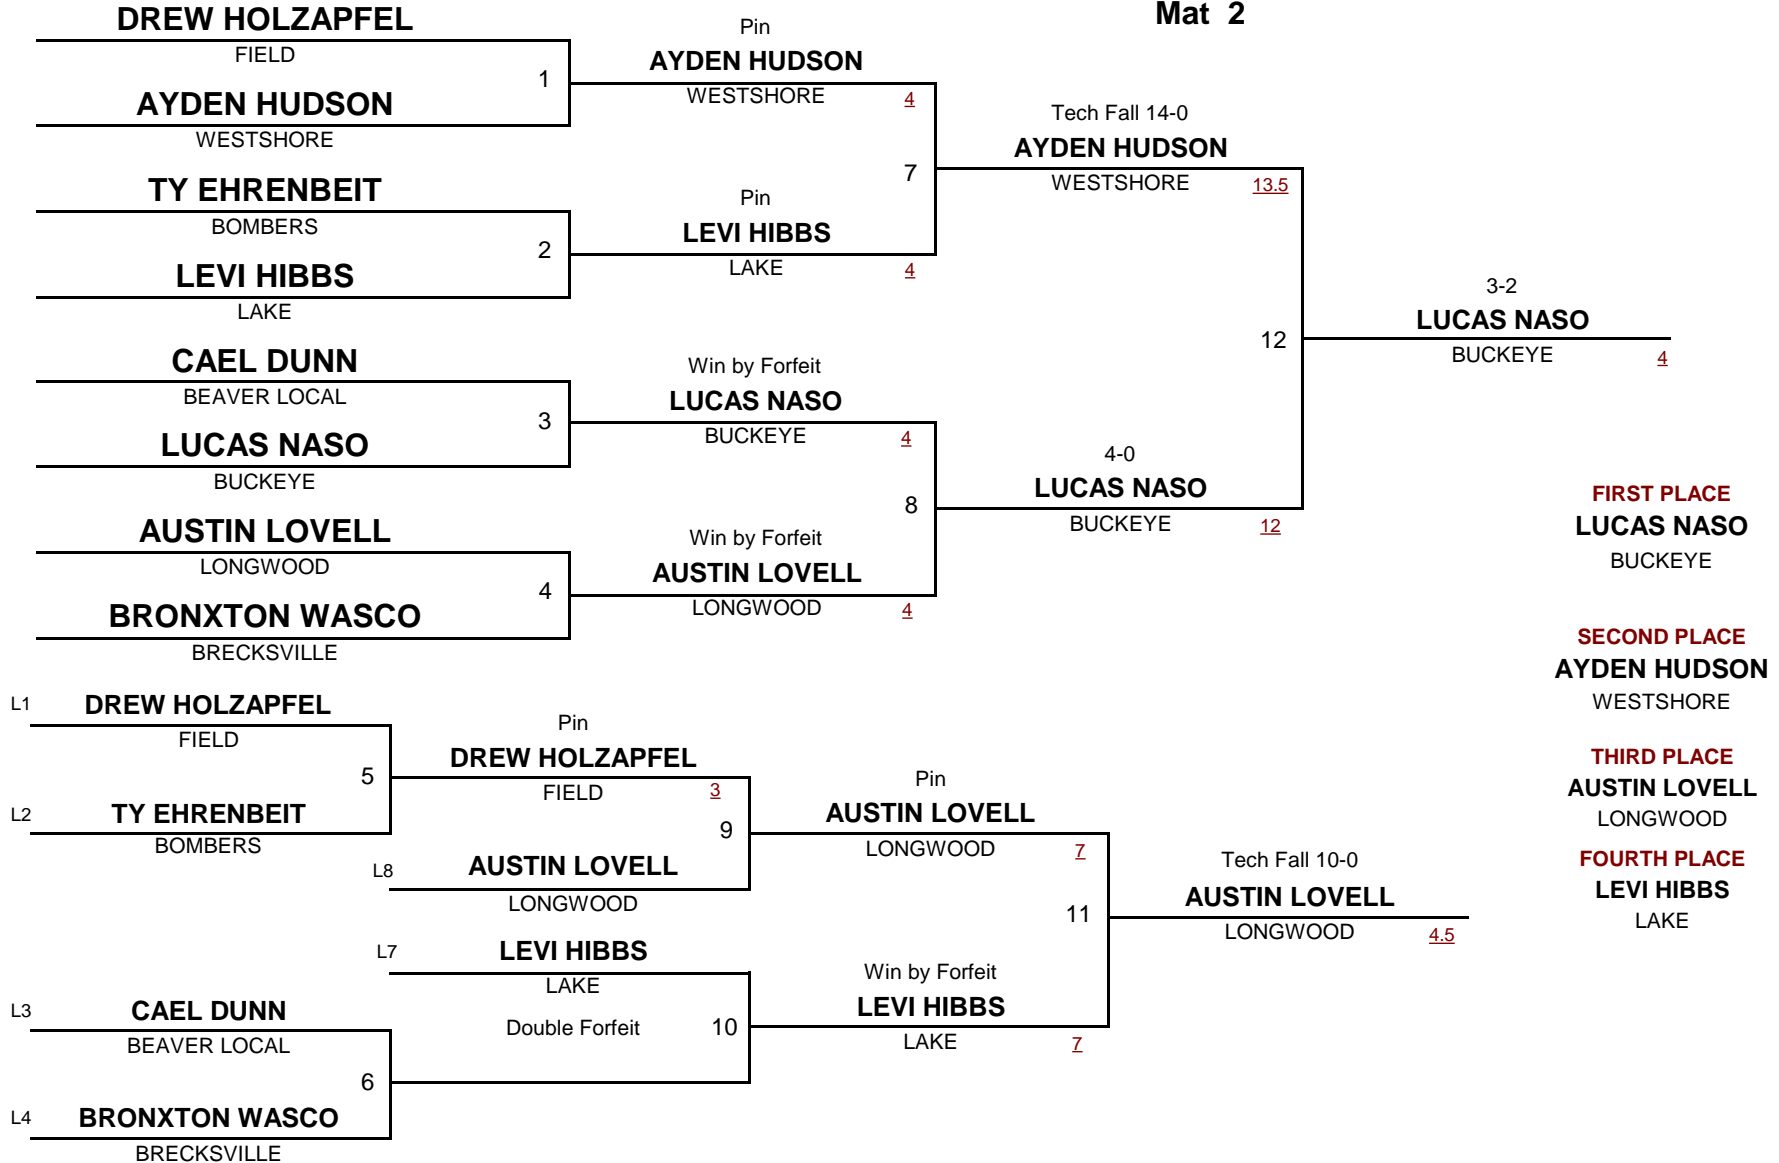 Mat 2
DREW HOLZAPFEL
FIELD
1
AYDEN HUDSON
WESTSHORE
TY EHRENBEIT
BOMBERS
2
LEVI HIBBS
LAKE
CAEL DUNN
BEAVER LOCAL
3
LUCAS NASO
BUCKEYE
AUSTIN LOVELL
LONGWOOD
4
BRONXTON WASCO
BRECKSVILLE
Pin
AYDEN HUDSON
WESTSHORE 4
7
Pin
LEVI HIBBS
LAKE 4
Win by Forfeit
LUCAS NASO
BUCKEYE 4
8
Win by Forfeit
AUSTIN LOVELL
LONGWOOD 4
Tech Fall 14-0
AYDEN HUDSON
WESTSHORE 13.5
12
4-0
LUCAS NASO
BUCKEYE 12
3-2
LUCAS NASO
BUCKEYE 4
FIRST PLACE
LUCAS NASO
BUCKEYE
SECOND PLACE
AYDEN HUDSON
WESTSHORE
THIRD PLACE
AUSTIN LOVELL
LONGWOOD
FOURTH PLACE
LEVI HIBBS
LAKE
L1 DREW HOLZAPFEL
FIELD
5
L2 TY EHRENBEIT
BOMBERS
L3 CAEL DUNN
BEAVER LOCAL
6
L4 BRONXTON WASCO
BRECKSVILLE
Pin
DREW HOLZAPFEL
FIELD 3
9
L8 AUSTIN LOVELL
LONGWOOD
L7 LEVI HIBBS
LAKE
Double Forfeit 10
Pin
AUSTIN LOVELL
LONGWOOD 7
11
Win by Forfeit
LEVI HIBBS
LAKE 7
Tech Fall 10-0
AUSTIN LOVELL
LONGWOOD 4.5